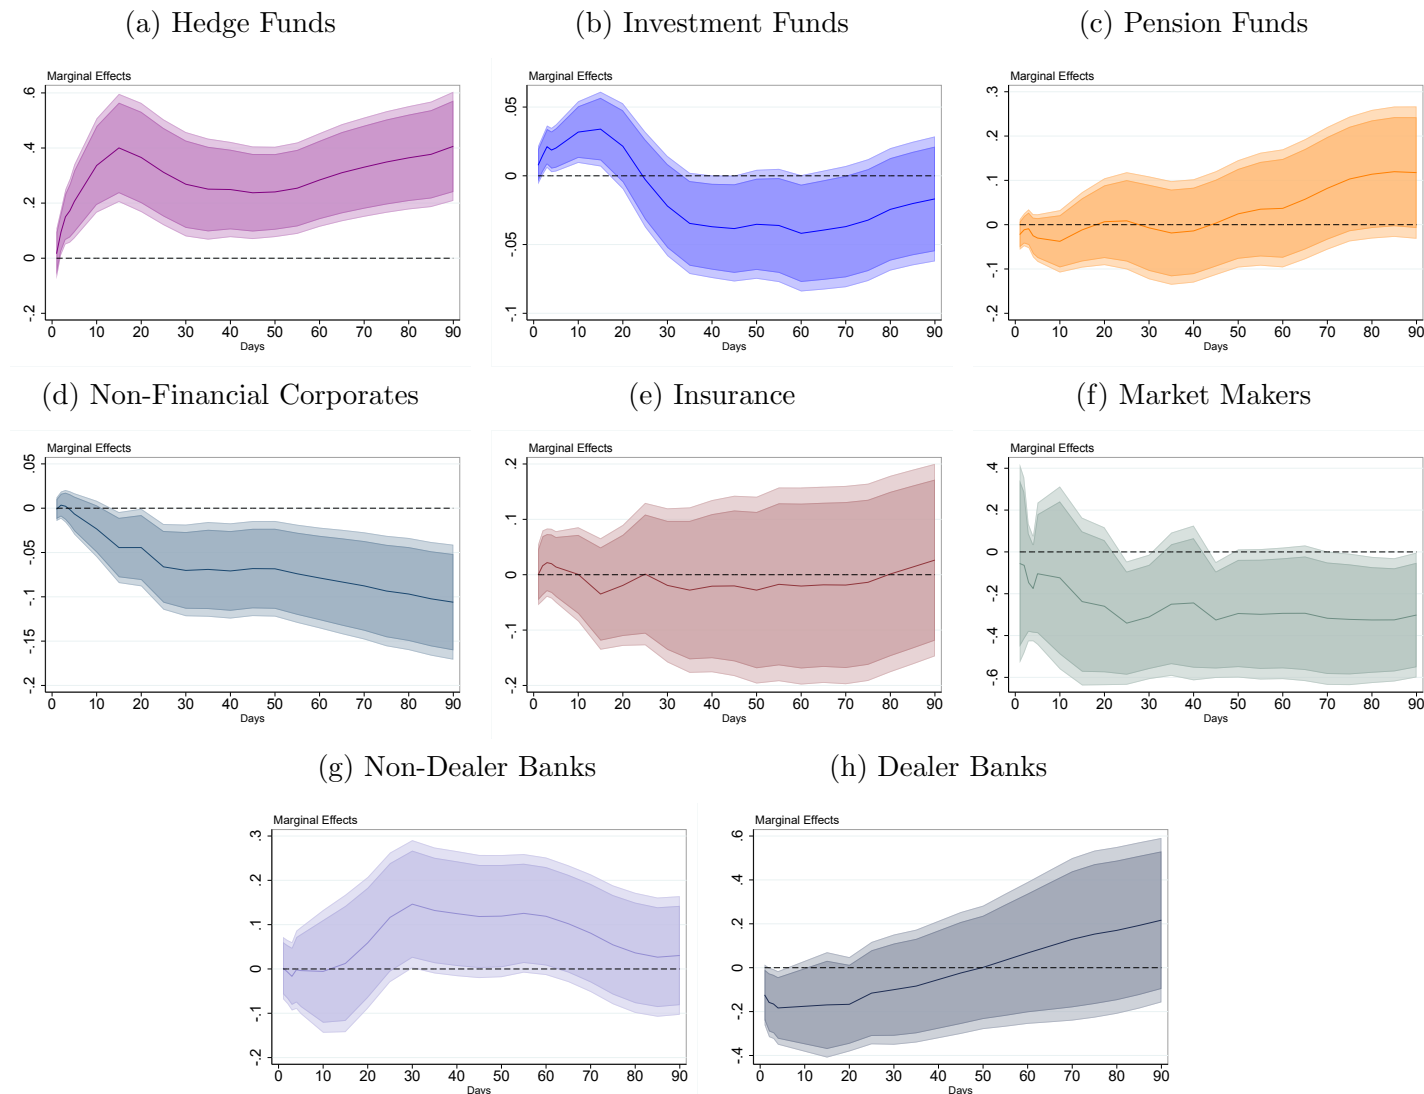 (a) Hedge Funds
(b) Investment Funds
(c) Pension Funds
Marginal Effects
.6
.4
.2
0
-.2
0 10 20 30 40 50 60 70 80 90
Days
Marginal Effects
.05
0
-.05
-.1
0 10 20 30 40 50 60 70 80 90
Days
Marginal Effects
.3
.2
.1
0
-.1
-.2
0 10 20 30 40 50 60 70 80 90
Days
(d) Non-Financial Corporates
(e) Insurance
(f) Market Makers
Marginal Effects
.05
0
-.05
-.1
-.15
-.2
0 10 20 30 40 50 60 70 80 90
Days
Marginal Effects
.2
.1
0
-.1
-.2
0 10 20 30 40 50 60 70 80 90
Days
Marginal Effects
.4
.2
0
-.2
-.4
-.6
0 10 20 30 40 50 60 70 80 90
Days
(g) Non-Dealer Banks
(h) Dealer Banks
Marginal Effects
.3
.2
.1
0
-.1
-.2
0 10 20 30 40 50 60 70 80 90
Days
Marginal Effects
.6
.4
.2
0
-.2
-.4
0 10 20 30 40 50 60 70 80 90
Days